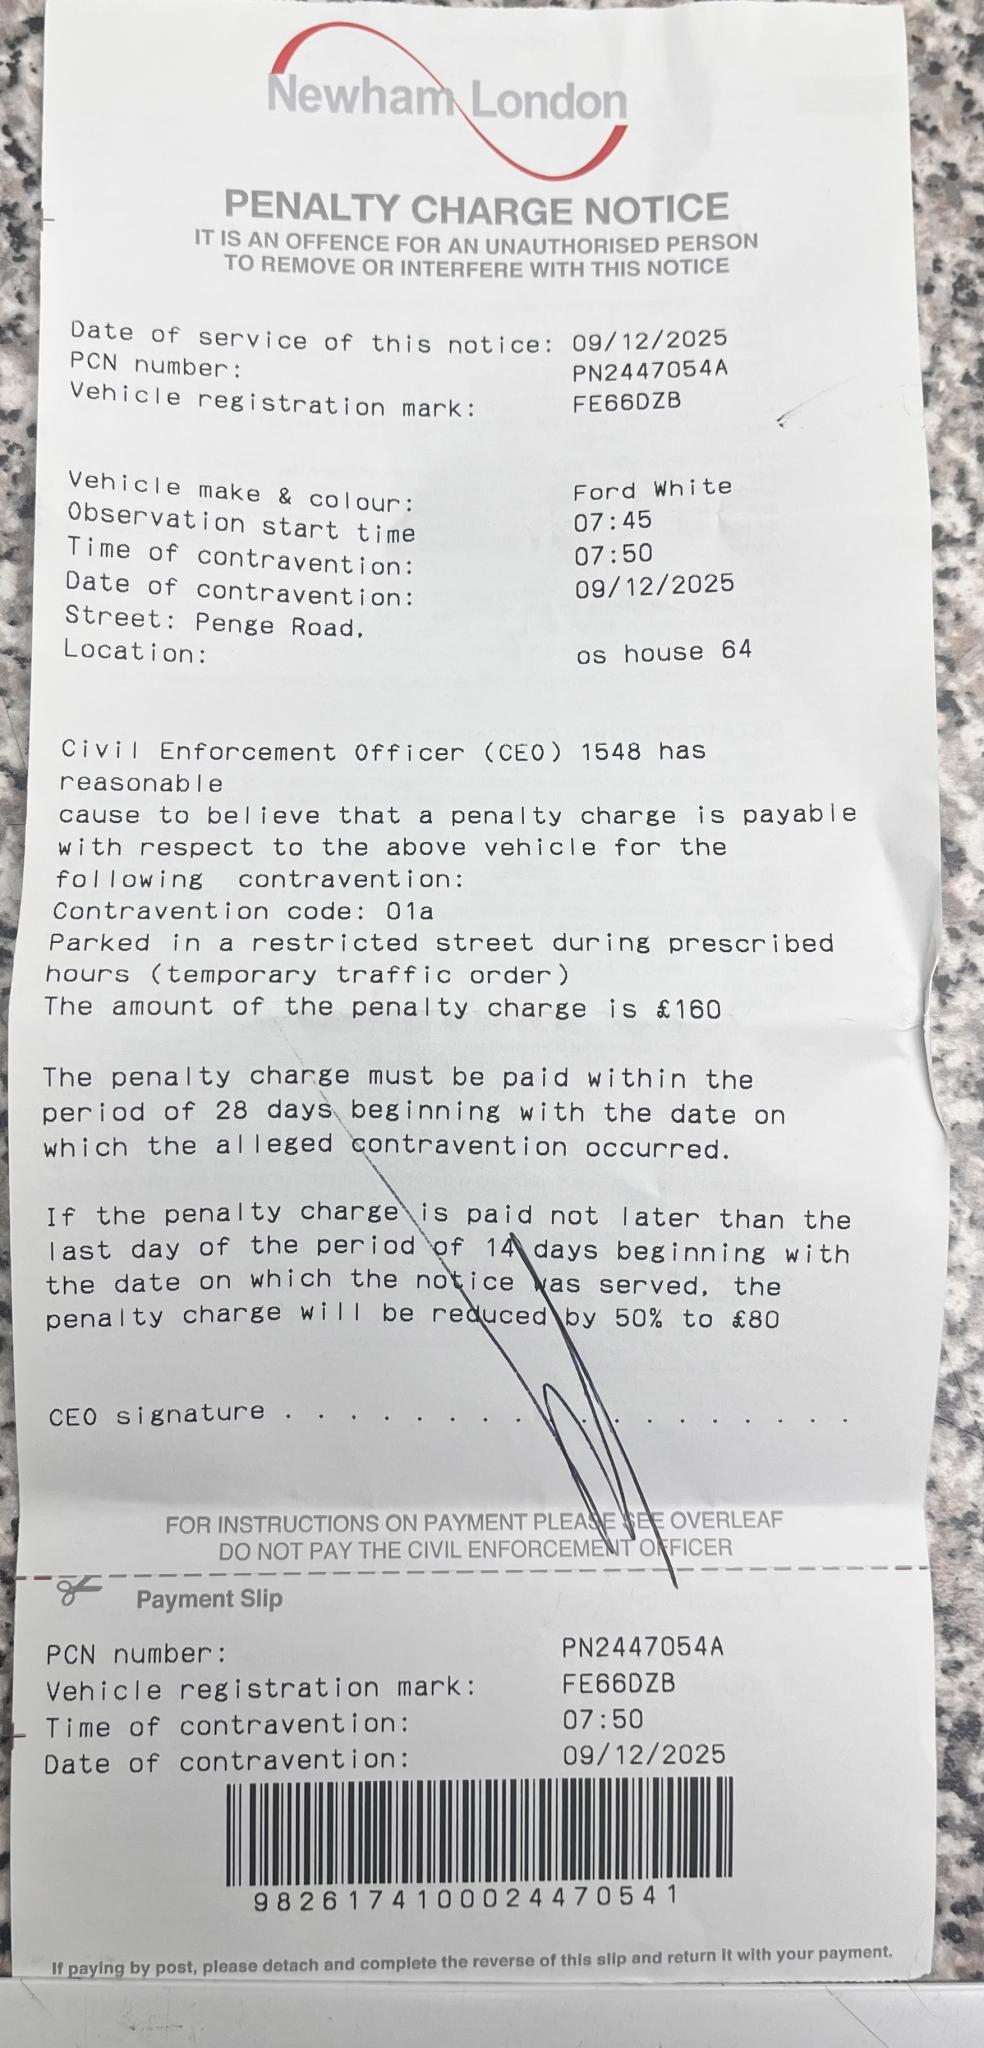 Newham London
PENALTY CHARGE NOTICE
IT IS AN OFFENCE FOR AN UNAUTHORISED PERSON
TO REMOVE OR INTERFERE WITH THIS NOTICE
Date of service of this notice: 09/12/2025
PCN number: PN2447054A
Vehicle registration mark: FE66DZB
Vehicle make & colour: Ford White
Observation start time 07:45
Time of contravention: 07:50
Date of contravention: 09/12/2025
Street: Penge Road,
Location: os house 64
Civil Enforcement Officer (CEO) 1548 has
reasonable
cause to believe that a penalty charge is payable
with respect to the above vehicle for the
following contravention:
Contravention code: 01a
Parked in a restricted street during prescribed
hours (temporary traffic order)
The amount of the penalty charge is £160
The penalty charge must be paid within the
period of 28 days beginning with the date on
which the alleged contravention occurred.
If the penalty charge is paid not later than the
last day of the period of 14 days beginning with
the date on which the notice was served, the
penalty charge will be reduced by 50% to £80
CEO signature . . . . . . . . . . . . . . . . . .
FOR INSTRUCTIONS ON PAYMENT PLEASE SEE OVERLEAF
DO NOT PAY THE CIVIL ENFORCEMENT OFFICER
Payment Slip
PCN number: PN2447054A
Vehicle registration mark: FE66DZB
Time of contravention: 07:50
Date of contravention: 09/12/2025
9826174100024470541
If paying by post, please detach and complete the reverse of this slip and return it with your payment.